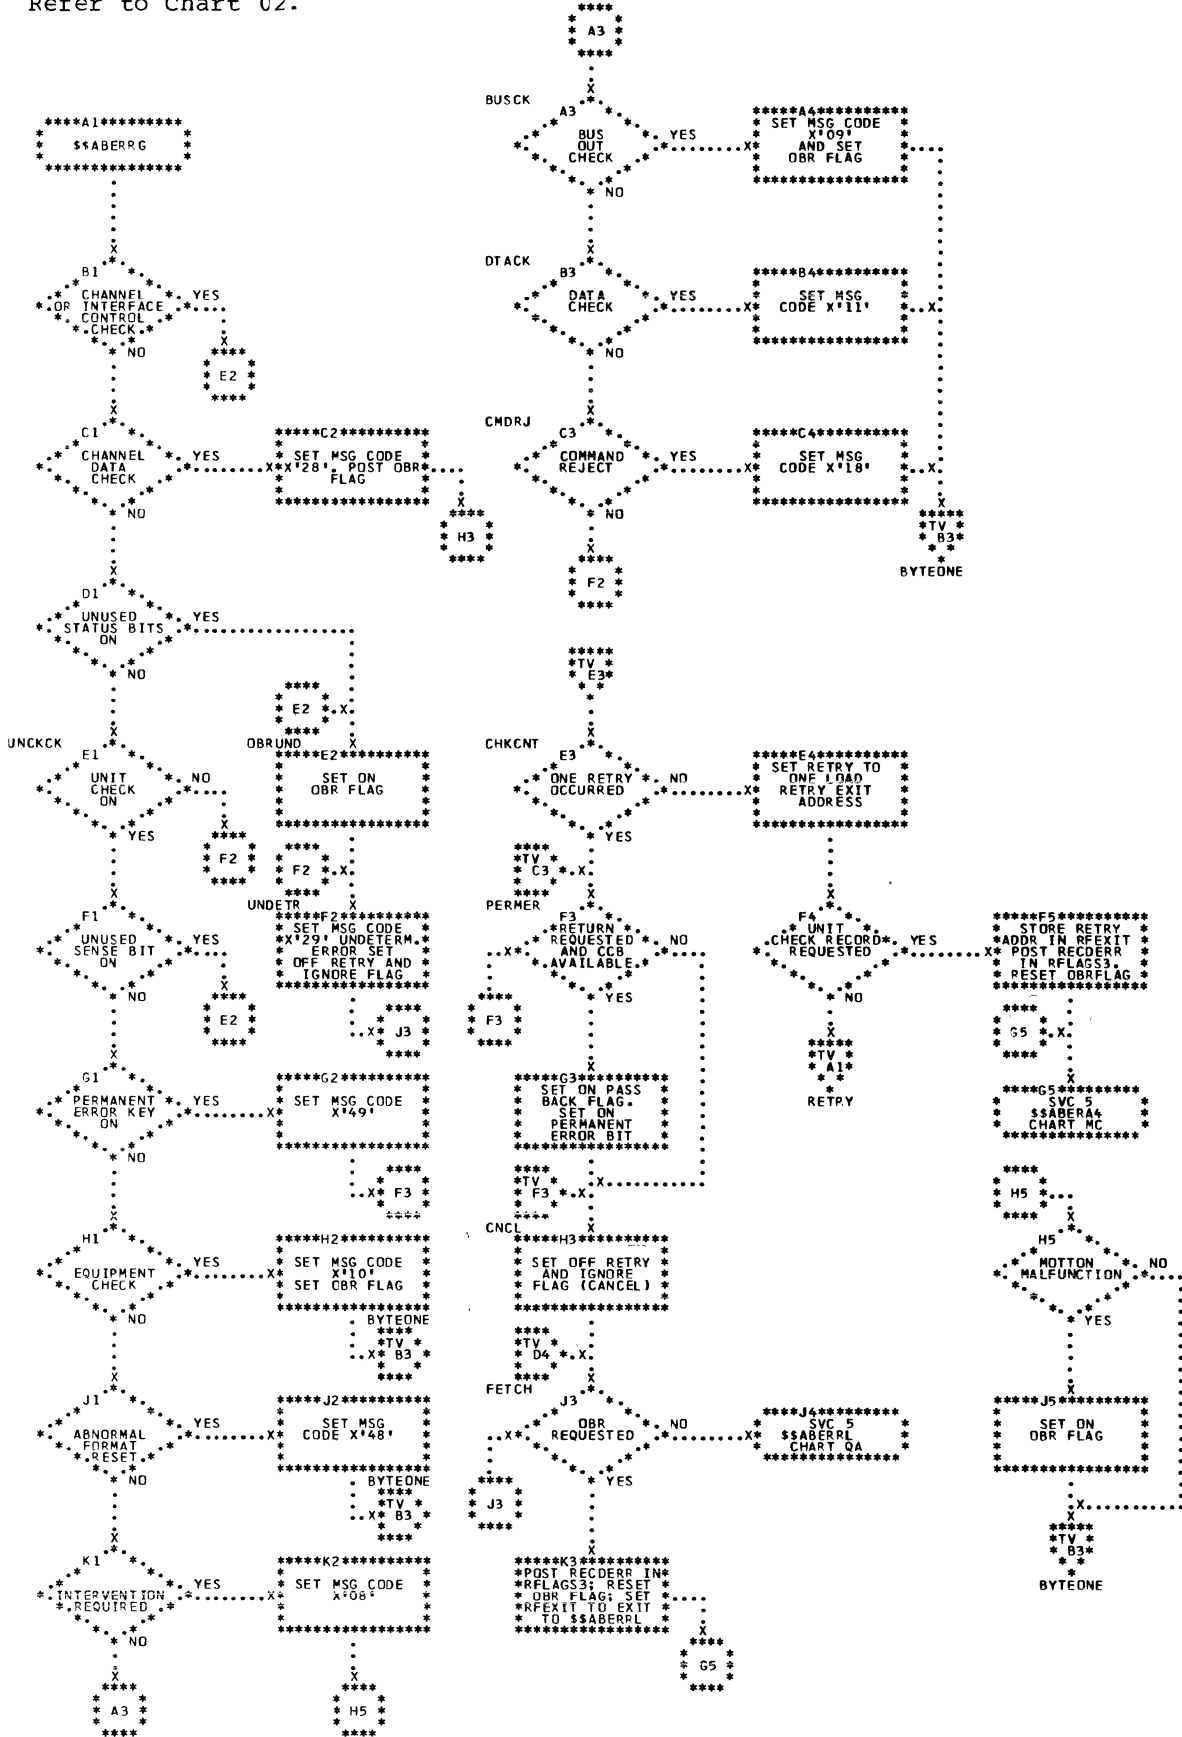 Refer to Chart 02.
A3
BUSCK
A1
$$ABERRG
A3
BUS
OUT
CHECK
YES
NO
A4
SET MSG CODE
X'09'
AND SET
OBR FLAG
B1
CHANNEL
OR INTERFACE
CONTROL
CHECK
YES
NO
E2
DTACK
B3
DATA
CHECK
YES
NO
B4
SET MSG
CODE X'11'
C1
CHANNEL
DATA
CHECK
YES
NO
C2
SET MSG CODE
X'28'. POST OBR
FLAG
H3
CMDRJ
C3
COMMAND
REJECT
YES
NO
F2
C4
SET MSG
CODE X'18'
TV
B3
BYTEONE
D1
UNUSED
STATUS BITS
ON
YES
NO
E2
TV
E3
UNCKCK
E1
UNIT
CHECK
ON
NO
YES
F2
OBRUND
E2
SET ON
OBR FLAG
F2
CHKCNT
E3
ONE RETRY
OCCURRED
NO
YES
E4
SET RETRY TO
ONE LOAD
RETRY EXIT
ADDRESS
TV
C3
F1
UNUSED
SENSE BIT
ON
YES
NO
E2
UNDETR
F2
SET MSG CODE
X'29' UNDETERM.
ERROR SET
OFF RETRY AND
IGNORE FLAG
J3
PERMER
F3
RETURN
REQUESTED
AND CCB
AVAILABLE
NO
YES
F3
F4
UNIT
CHECK RECORD
REQUESTED
YES
NO
TV
A1
RETRY
F5
STORE RETRY
ADDR IN RFEXIT
POST RECDERR
IN RFLAGS3.
RESET OBRFLAG
G5
G1
PERMANENT
ERROR KEY
ON
YES
NO
G2
SET MSG CODE
X'49'
F3
G3
SET ON PASS
BACK FLAG.
SET ON
PERMANENT
ERROR BIT
TV
F3
G5
SVC 5
$$ABERA4
CHART MC
H5
H1
EQUIPMENT
CHECK
YES
NO
H2
SET MSG CODE
X'10'
SET OBR FLAG
BYTEONE
TV
B3
CNCL
H3
SET OFF RETRY
AND IGNORE
FLAG (CANCEL)
TV
D4
H5
MOTTON
MALFUNCTION
NO
YES
J1
ABNORMAL
FORMAT
RESET
YES
NO
J2
SET MSG
CODE X'48'
BYTEONE
TV
B3
FETCH
J3
OBR
REQUESTED
NO
YES
J3
J4
SVC 5
$$ABERRL
CHART QA
J5
SET ON
OBR FLAG
TV
B3
BYTEONE
K1
INTERVENTION
REQUIRED
YES
NO
A3
K2
SET MSG CODE
X'08'
H5
K3
POST RECDERR IN
RFLAGS3; RESET
OBR FLAG; SET
RFEXIT TO EXIT
TO $$ABERRL
G5